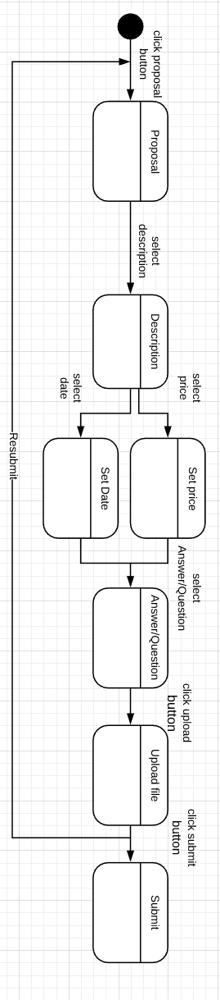 click proposal
button
Proposal
select
description
Description
select
price
select
date
Set price
Set Date
Resubmit
select
Answer/Question
Answer/Question
click upload
button
Upload file
click submit
button
Submit